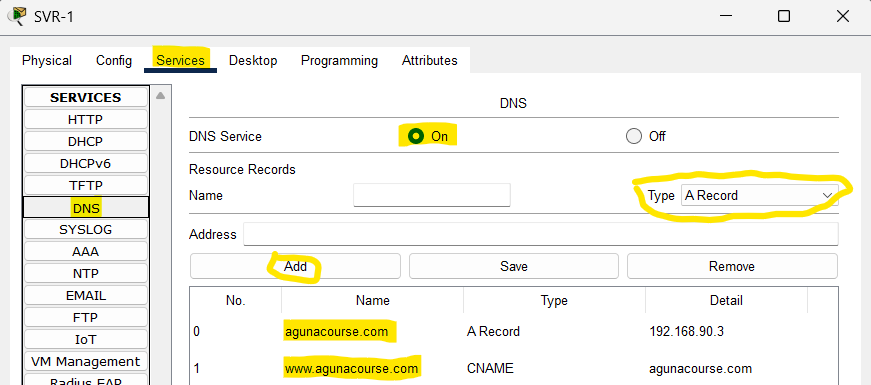 SVR-1
Physical Config Services Desktop Programming Attributes
SERVICES
HTTP
DHCP
DHCPv6
TFTP
DNS
SYSLOG
AAA
NTP
EMAIL
FTP
IoT
VM Management
Radius EAP
DNS
DNS Service On Off
Resource Records
Name Type A Record
Address
Add Save Remove
No. Name Type Detail
0 agunacourse.com A Record 192.168.90.3
1 www.agunacourse.com CNAME agunacourse.com